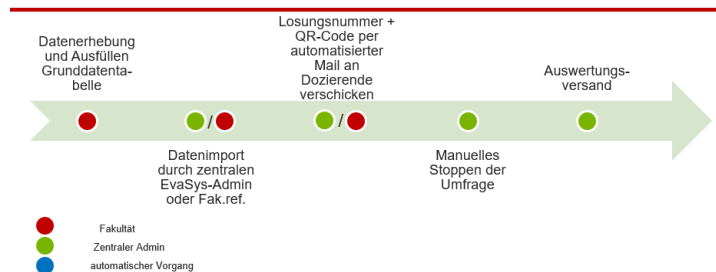 Datenerhebung
und Ausfüllen
Grunddatenta-
belle
Losungsnummer +
QR-Code per
automatisierter
Mail an
Dozierende
verschicken
Auswertungs-
versand
/
/
Datenimport
durch zentralen
EvaSys-Admin
oder Fak.ref.
Manuelles
Stoppen der
Umfrage
Fakultät
Zentraler Admin
automatischer Vorgang